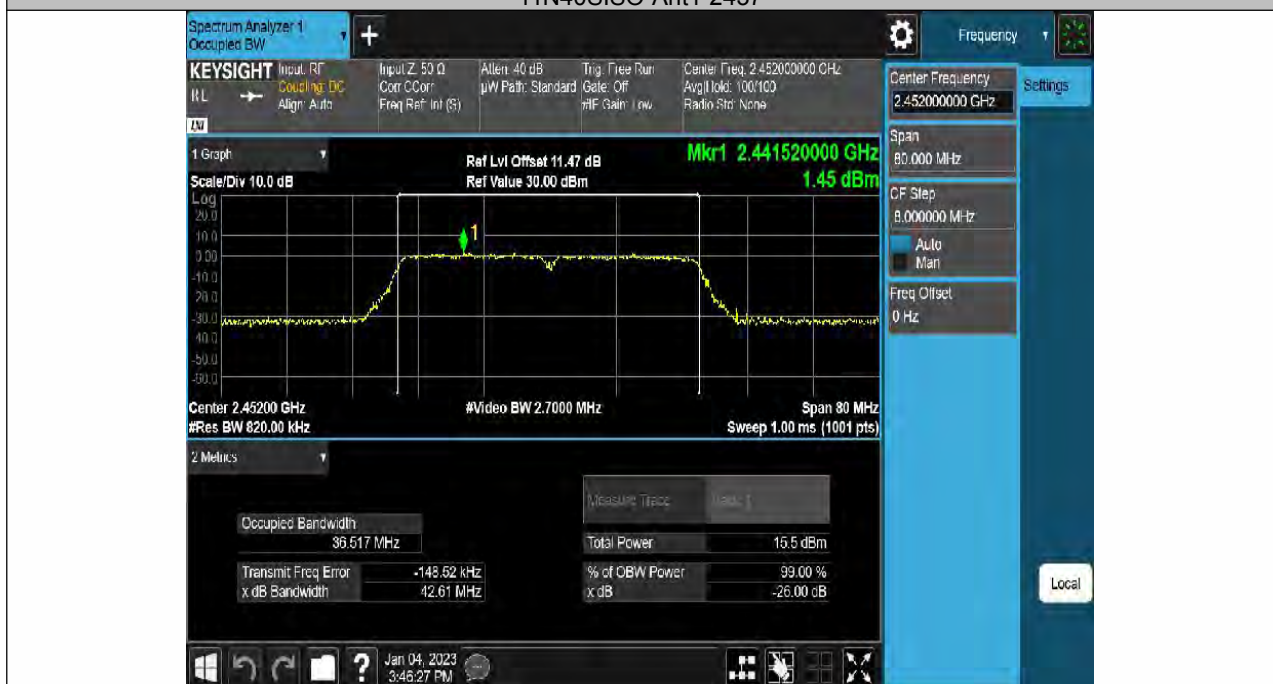 11N40SISO-Ant1-2437
Spectrum Analyzer 1
Occupied BW
Frequency
KEYSIGHT
RL
Input: RF
Coupling: DC
Align: Auto
Input Z: 50 Ω
Corr CCorr
Freq Ref: Int (S)
Atten: 40 dB
µW Path: Standard
Trig: Free Run
Gate: Off
#IF Gain: Low
Center Freq: 2.452000000 GHz
Avg|Hold: 100/100
Radio Std: None
LXI
Center Frequency
2.452000000 GHz
Settings
Span
80.000 MHz
CF Step
8.000000 MHz
Auto
Man
Freq Offset
0 Hz
1 Graph
Scale/Div 10.0 dB
Ref Lvl Offset 11.47 dB
Ref Value 30.00 dBm
Mkr1 2.441520000 GHz
1.45 dBm
Log
20.0
10.0
0.00
-10.0
-20.0
-30.0
-40.0
-50.0
-60.0
1
Center 2.45200 GHz
#Res BW 820.00 kHz
#Video BW 2.7000 MHz
Span 80 MHz
Sweep 1.00 ms (1001 pts)
2 Metrics
Measure Trace
Trace 1
Occupied Bandwidth
36.517 MHz
Total Power
15.5 dBm
Transmit Freq Error
-148.52 kHz
% of OBW Power
99.00 %
x dB Bandwidth
42.61 MHz
x dB
-26.00 dB
Local
?
Jan 04, 2023
3:46:27 PM